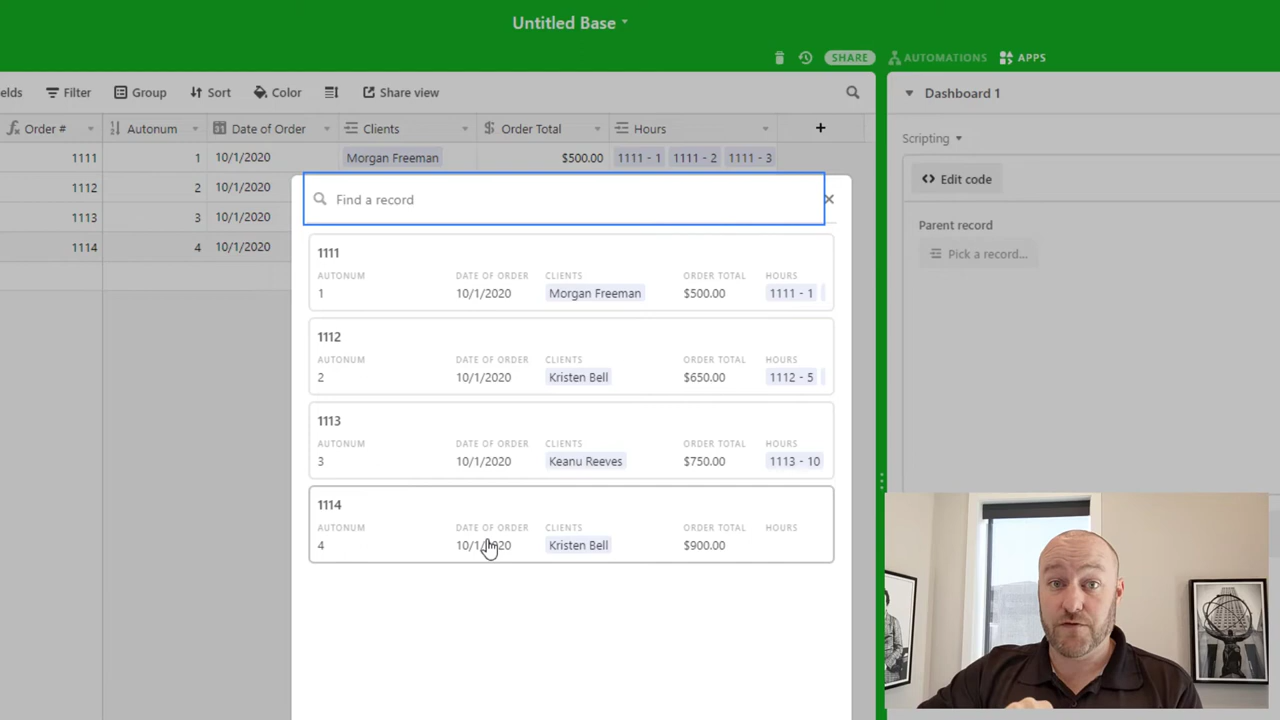 Untitled Base
SHARE
AUTOMATIONS
APPS
elds
Filter
Group
Sort
Color
Share view
Dashboard 1
Order #
Autonum
Date of Order
Clients
Order Total
Hours
+
Scripting
1111
1
10/1/2020
Morgan Freeman
$500.00
1111 - 1
1111 - 2
1111 - 3
1112
2
10/1/2020
1113
3
10/1/2020
1114
4
10/1/2020
Edit code
Parent record
Pick a record...
Find a record
1111
AUTONUM DATE OF ORDER CLIENTS ORDER TOTAL HOURS
1 10/1/2020 Morgan Freeman $500.00 1111 - 1
1112
AUTONUM DATE OF ORDER CLIENTS ORDER TOTAL HOURS
2 10/1/2020 Kristen Bell $650.00 1112 - 5
1113
AUTONUM DATE OF ORDER CLIENTS ORDER TOTAL HOURS
3 10/1/2020 Keanu Reeves $750.00 1113 - 10
1114
AUTONUM DATE OF ORDER CLIENTS ORDER TOTAL HOURS
4 10/1/2020 Kristen Bell $900.00